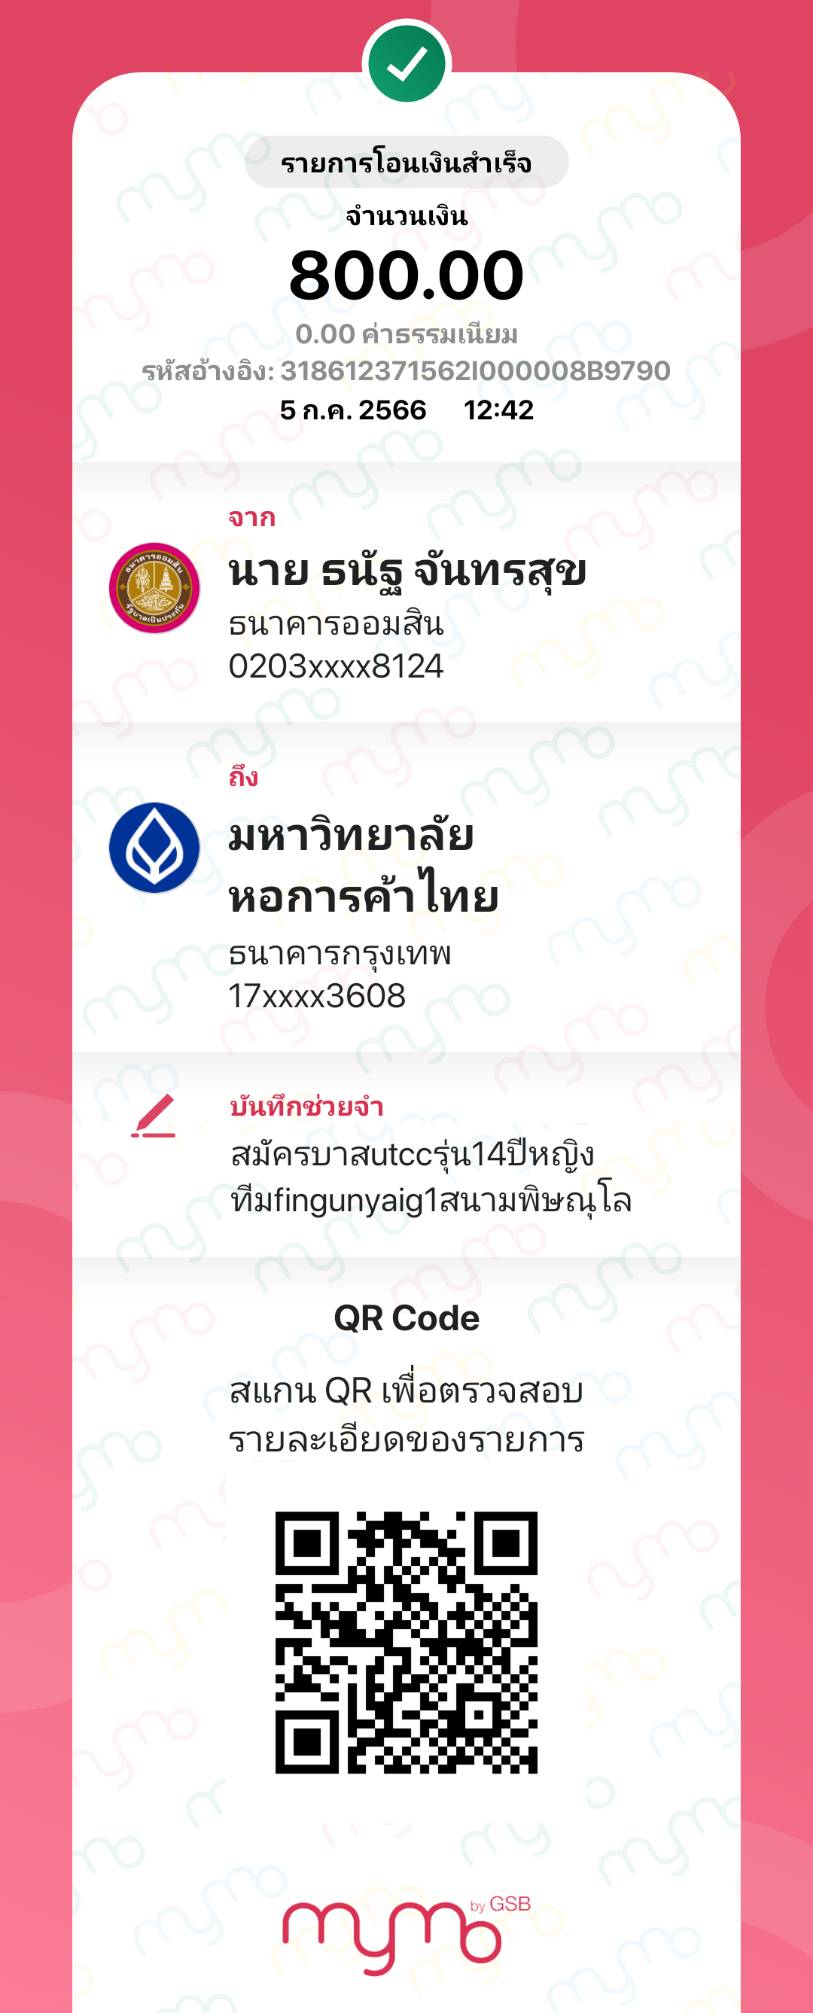 รายการโอนเงินสำเร็จ
จำนวนเงิน
800.00
0.00 ค่าธรรมเนียม
รหัสอ้างอิง: 318612371562I000008B9790
5 ก.ค. 2566 12:42
จาก
นาย ธนัฐ จันทรสุข
ธนาคารออมสิน
0203xxxx8124
ถึง
มหาวิทยาลัย
หอการค้าไทย
ธนาคารกรุงเทพ
17xxxx3608
บันทึกช่วยจำ
สมัครบาสutccรุ่น14ปีหญิง
ทีมfingunyaig1สนามพิษณุโล
QR Code
สแกน QR เพื่อตรวจสอบ
รายละเอียดของรายการ
mymo by GSB